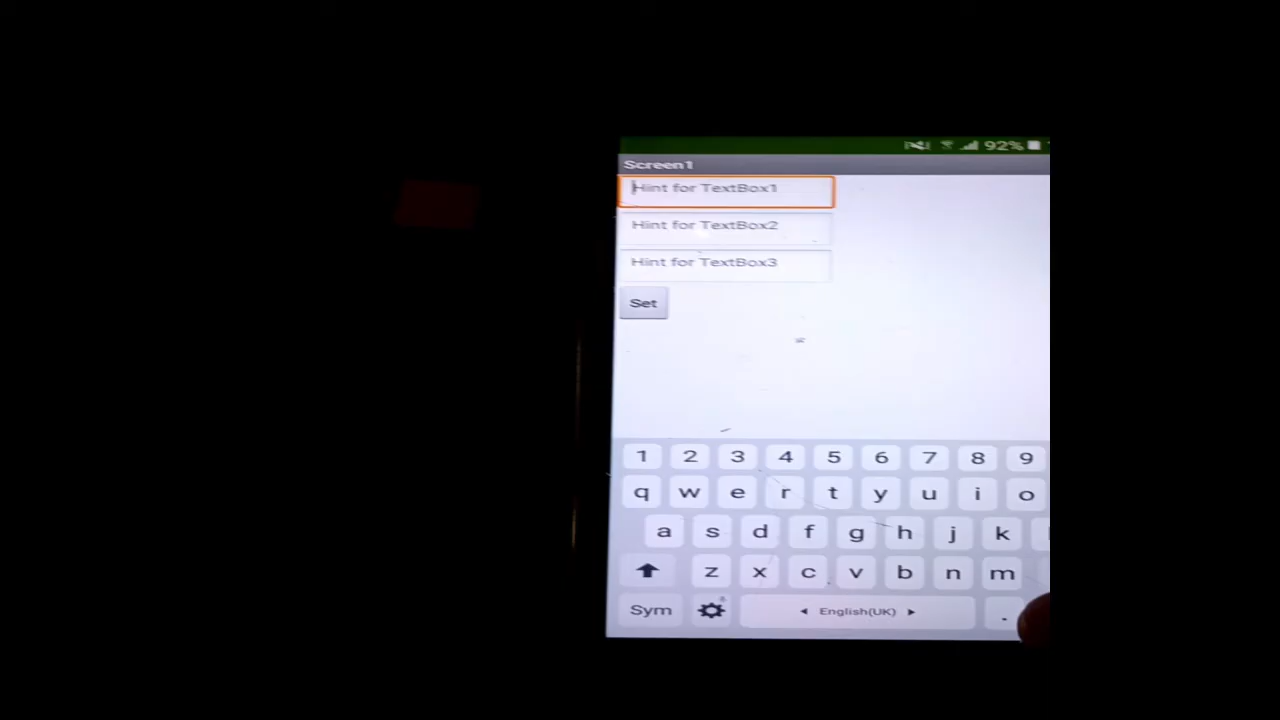 92%
Screen1
Hint for TextBox1
Hint for TextBox2
Hint for TextBox3
Set
1 2 3 4 5 6 7 8 9
q w e r t y u i o
a s d f g h j k
z x c v b n m
Sym English(UK) .